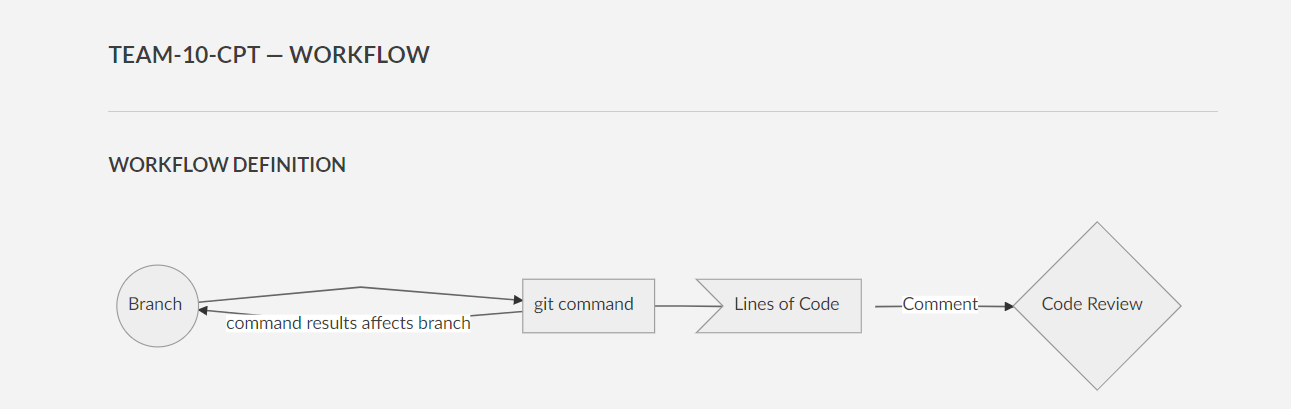 TEAM-10-CPT — WORKFLOW
WORKFLOW DEFINITION
Branch
command results affects branch
git command
Lines of Code
Comment
Code Review